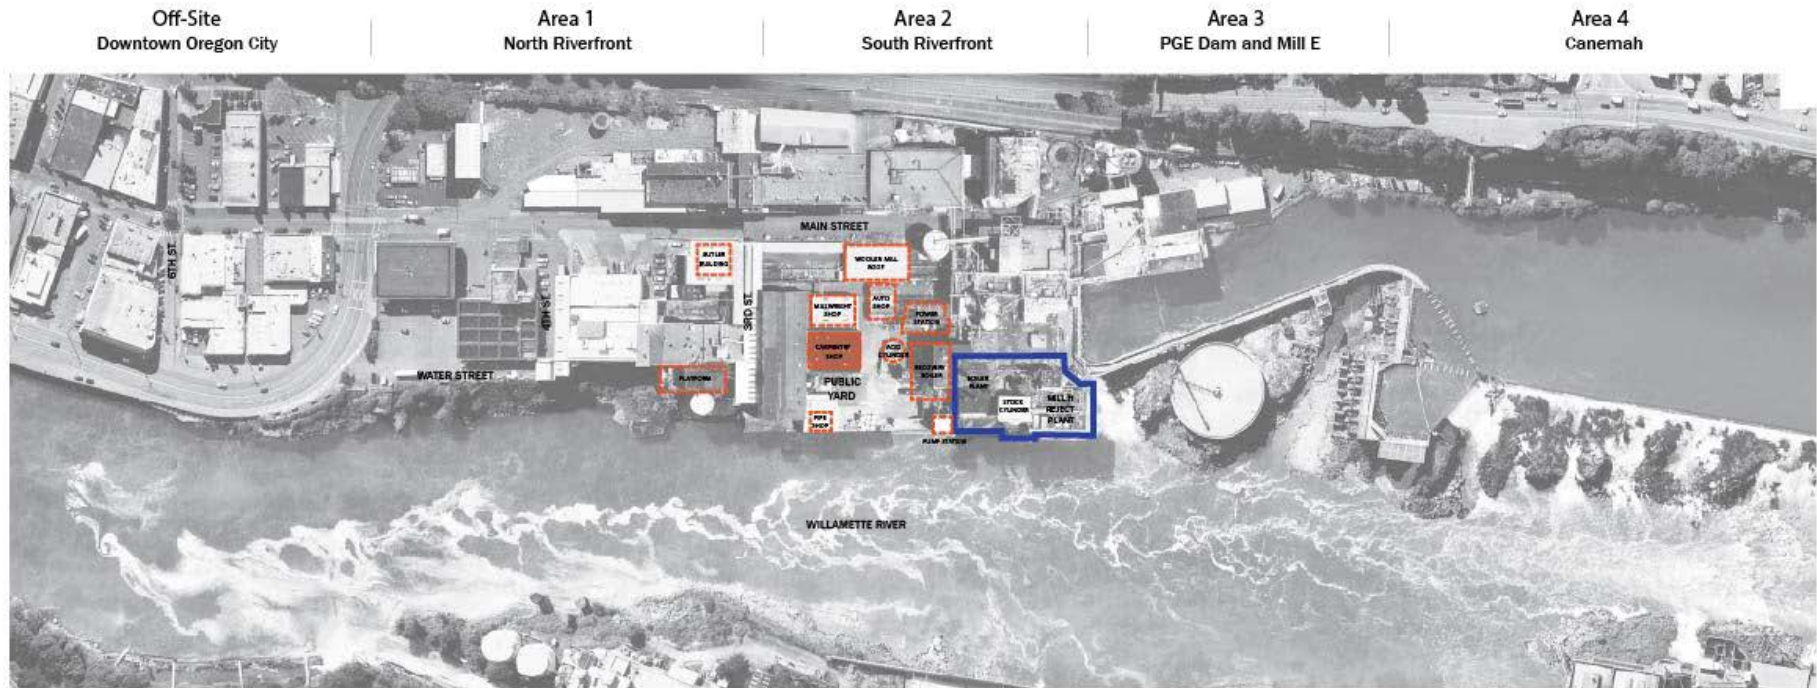 Off-Site
Downtown Oregon City
Area 1
North Riverfront
Area 2
South Riverfront
Area 3
PGE Dam and Mill E
Area 4
Canemah
MAIN STREET
6TH ST.
4TH ST.
3RD ST.
BUTLER
BUILDING
WOOLEN MILL
ROOF
MILLWRIGHT
SHOP
AUTO
SHOP
POWER
STATION
CARPENTRY
SHOP
ACID
CYLINDER
RECOVERY
BOILER
WATER STREET
PLATFORM
PUBLIC
YARD
PIPE
SHOP
PUMP STATION
BOILER
PLANT
STOCK
CYLINDER
MILL H
REJECT
PLANT
WILLAMETTE RIVER